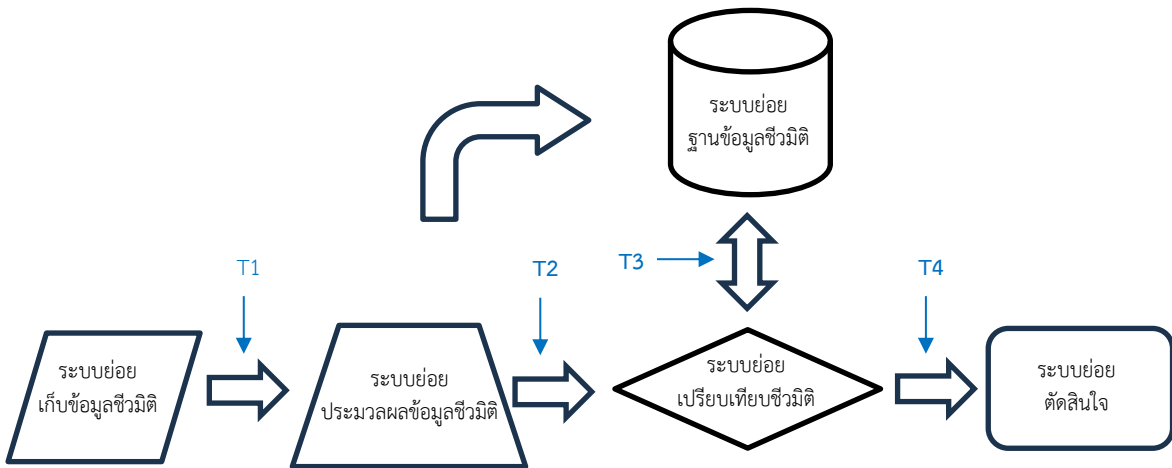 ระบบย่อย
ฐานข้อมูลชีวมิติ
T1
T2
T3
T4
ระบบย่อย
เก็บข้อมูลชีวมิติ
ระบบย่อย
ประมวลผลข้อมูลชีวมิติ
ระบบย่อย
เปรียบเทียบชีวมิติ
ระบบย่อย
ตัดสินใจ